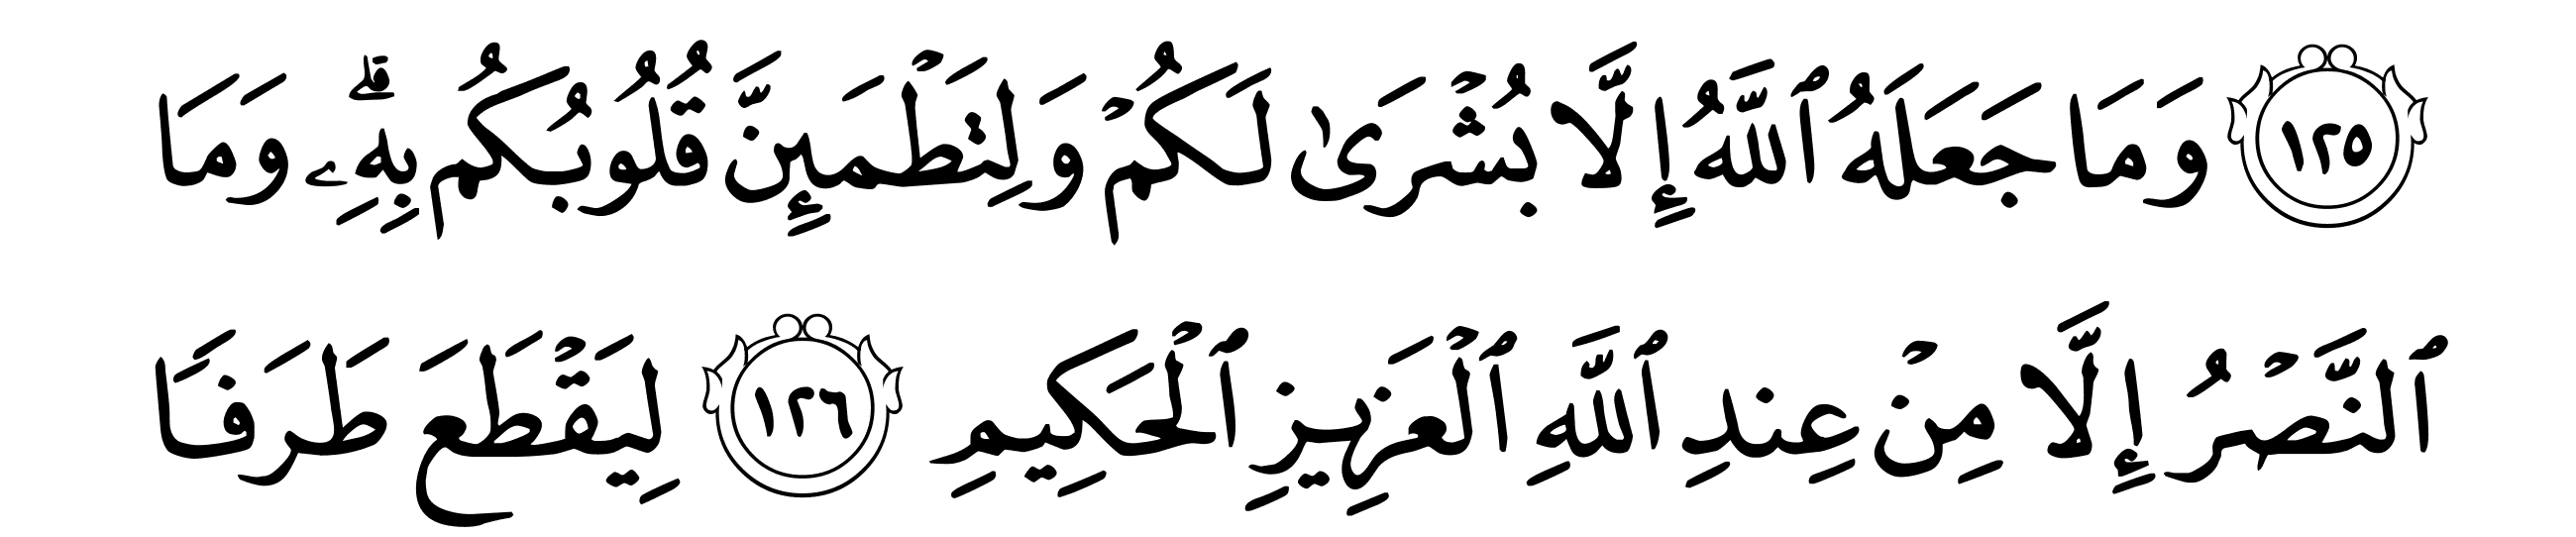 ١٢٥ وَمَا جَعَلَهُ ٱللَّهُ إِلَّا بُشْرَىٰ لَكُمْ وَلِتَطْمَئِنَّ قُلُوبُكُم بِهِۦۗ وَمَا
ٱلنَّصْرُ إِلَّا مِنْ عِندِ ٱللَّهِ ٱلْعَزِيزِ ٱلْحَكِيمِ ١٢٦ لِيَقْطَعَ طَرَفًا